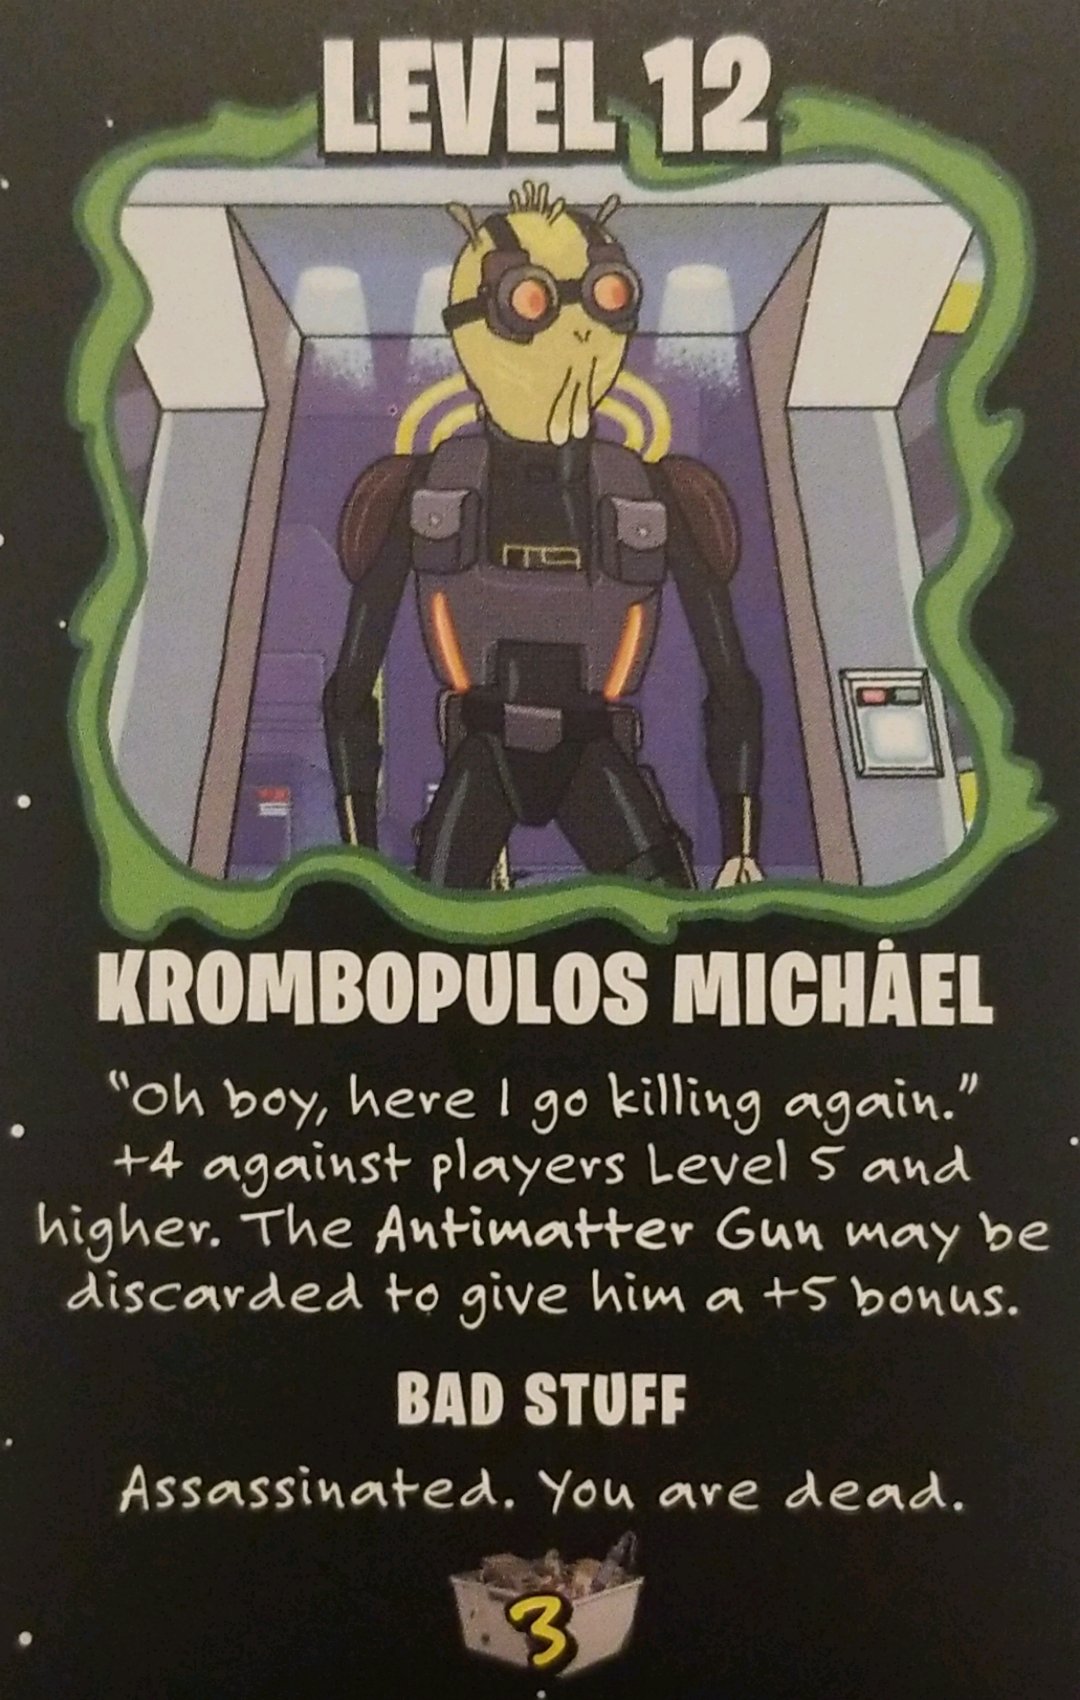 LEVEL 12
KROMBOPULOS MICHȦEL
“Oh boy, here I go killing again.”
+4 against players Level 5 and
higher. The Antimatter Gun may be
discarded to give him a +5 bonus.
BAD STUFF
Assassinated. You are dead.
3